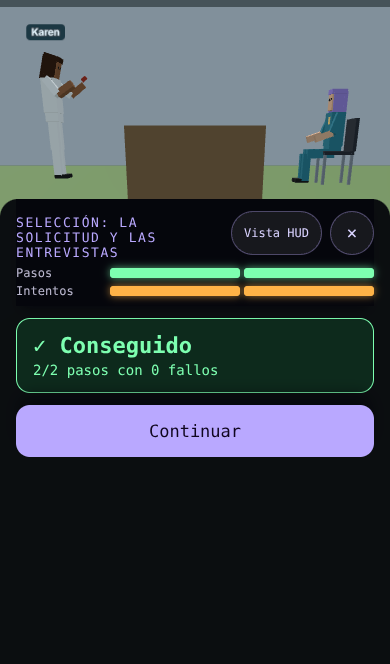 Karen
SELECCIÓN: LA
SOLICITUD Y LAS
ENTREVISTAS
Vista HUD
×
Pasos
Intentos
✓ Conseguido
2/2 pasos con 0 fallos
Continuar